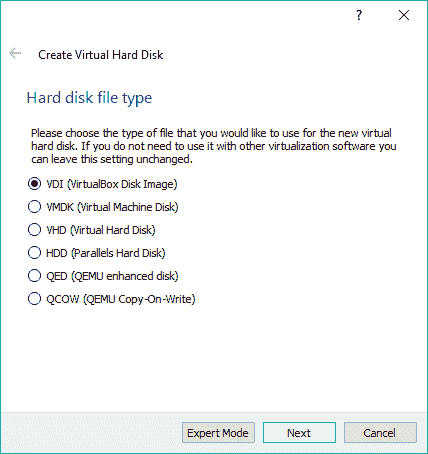 ?
Create Virtual Hard Disk
Hard disk file type
Please choose the type of file that you would like to use for the new virtual
hard disk. If you do not need to use it with other virtualization software you
can leave this setting unchanged.
VDI (VirtualBox Disk Image)
VMDK (Virtual Machine Disk)
VHD (Virtual Hard Disk)
HDD (Parallels Hard Disk)
QED (QEMU enhanced disk)
QCOW (QEMU Copy-On-Write)
Expert Mode
Next
Cancel